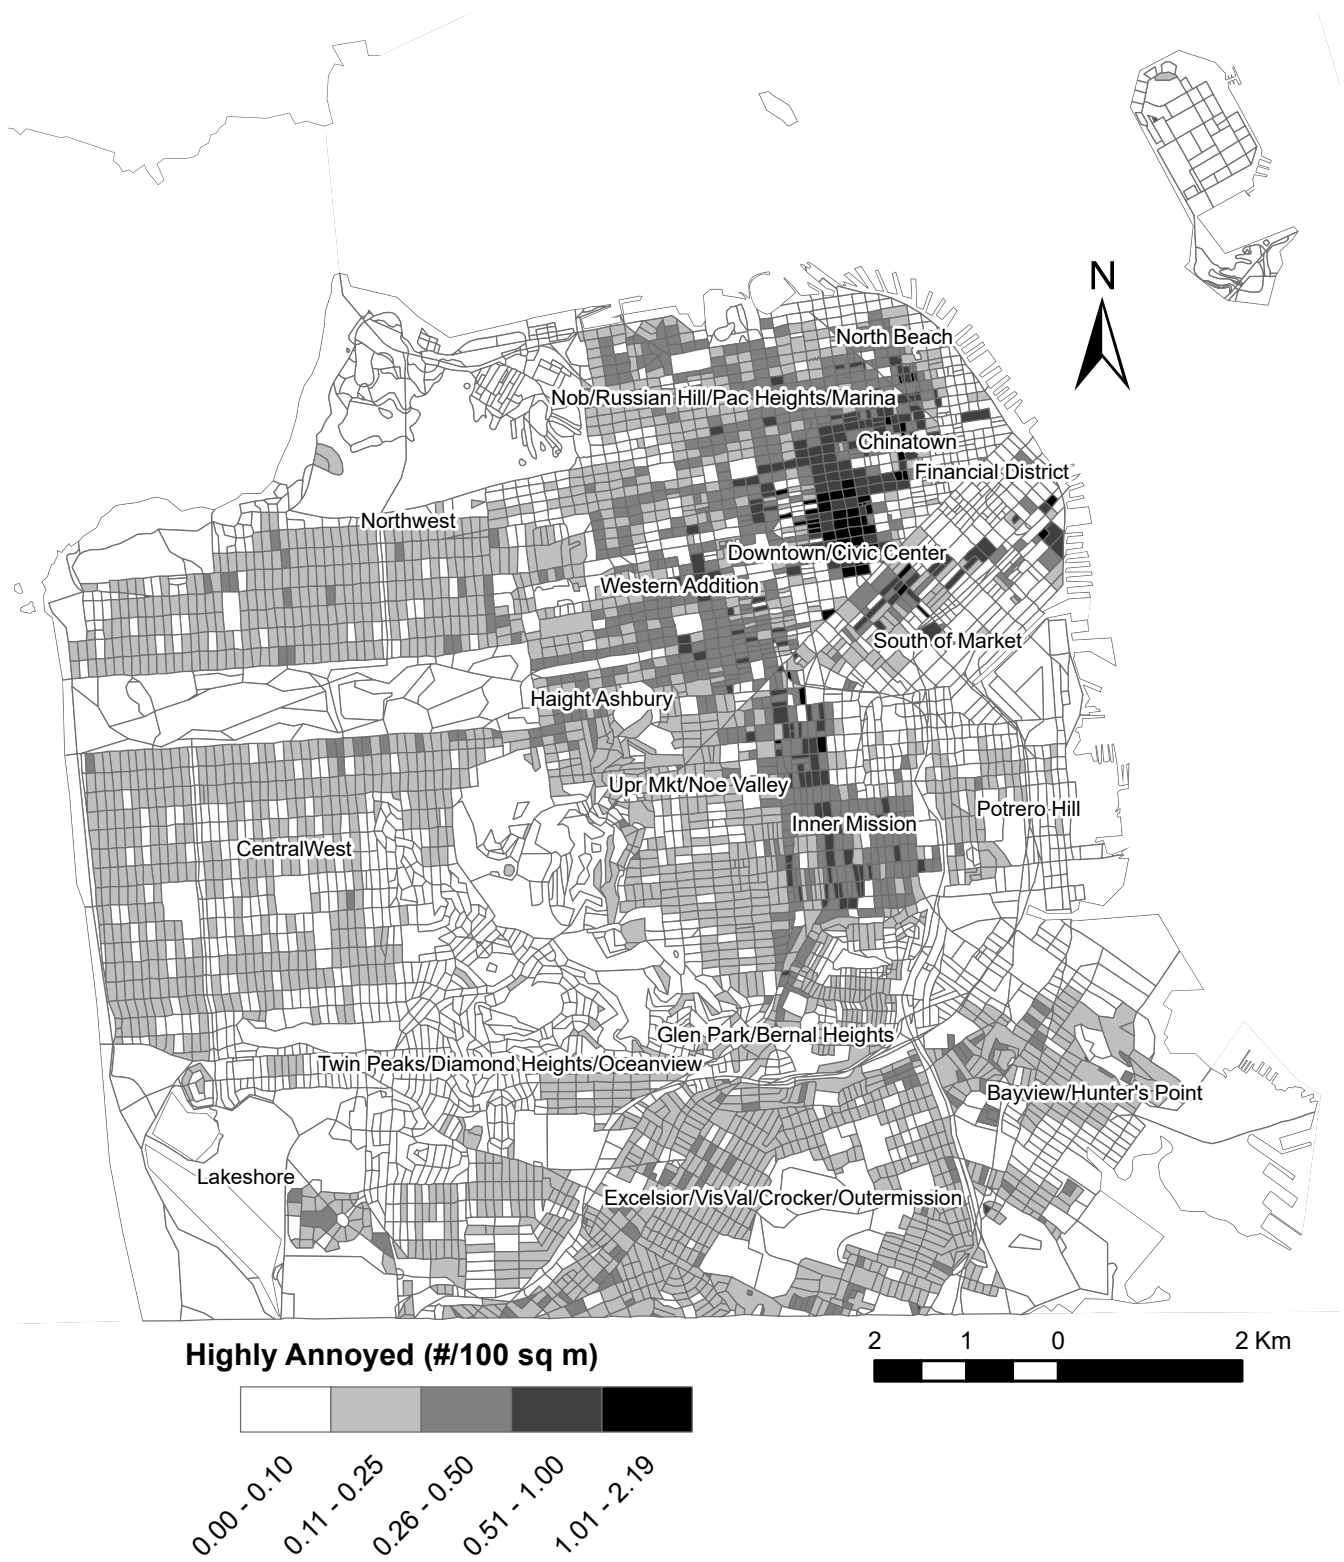 N
North Beach
Nob/Russian Hill/Pac Heights/Marina
Chinatown
Financial District
Northwest
Downtown/Civic Center
Western Addition
South of Market
Haight Ashbury
Upr Mkt/Noe Valley
Potrero Hill
Inner Mission
CentralWest
Glen Park/Bernal Heights
Twin Peaks/Diamond Heights/Oceanview
Bayview/Hunter's Point
Lakeshore
Excelsior/VisVal/Crocker/Outermission
Highly Annoyed (#/100 sq m)
2 1 0 2 Km
0.00 - 0.10
0.11 - 0.25
0.26 - 0.50
0.51 - 1.00
1.01 - 2.19